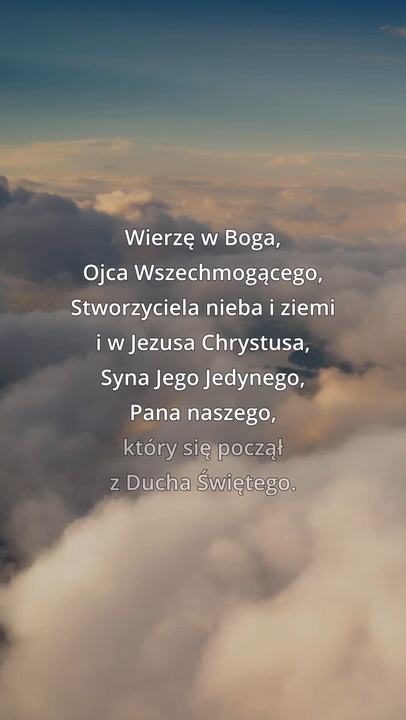 Wierzę w Boga,
Ojca Wszechmogącego,
Stworzyciela nieba i ziemi
i w Jezusa Chrystusa,
Syna Jego Jedynego,
Pana naszego,
który się począł
z Ducha Świętego.